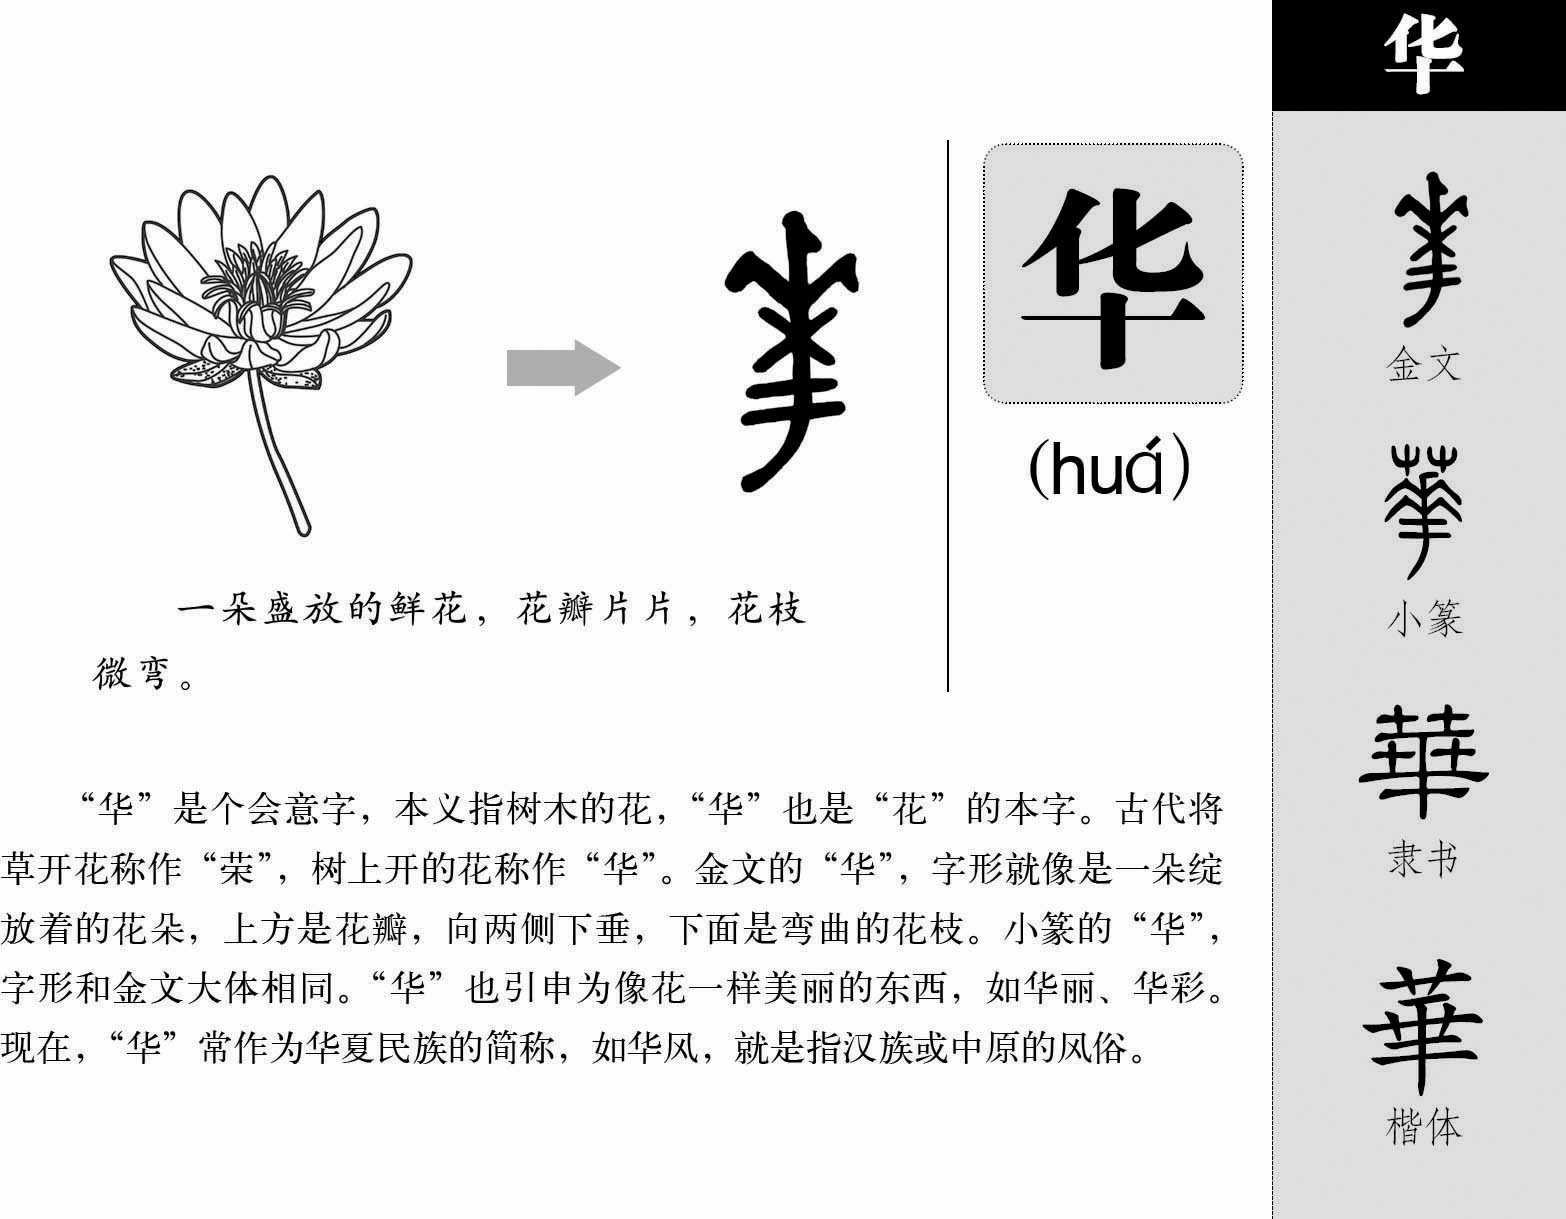 华
华
(huá)
一朵盛放的鲜花，花瓣片片，花枝
微弯。
“华”是个会意字，本义指树木的花，“华”也是“花”的本字。古代将
草开花称作“荣”，树上开的花称作“华”。金文的“华”，字形就像是一朵绽
放着的花朵，上方是花瓣，向两侧下垂，下面是弯曲的花枝。小篆的“华”，
字形和金文大体相同。“华”也引申为像花一样美丽的东西，如华丽、华彩。
现在，“华”常作为华夏民族的简称，如华风，就是指汉族或中原的风俗。
金文
華
小篆
華
隶书
華
楷体